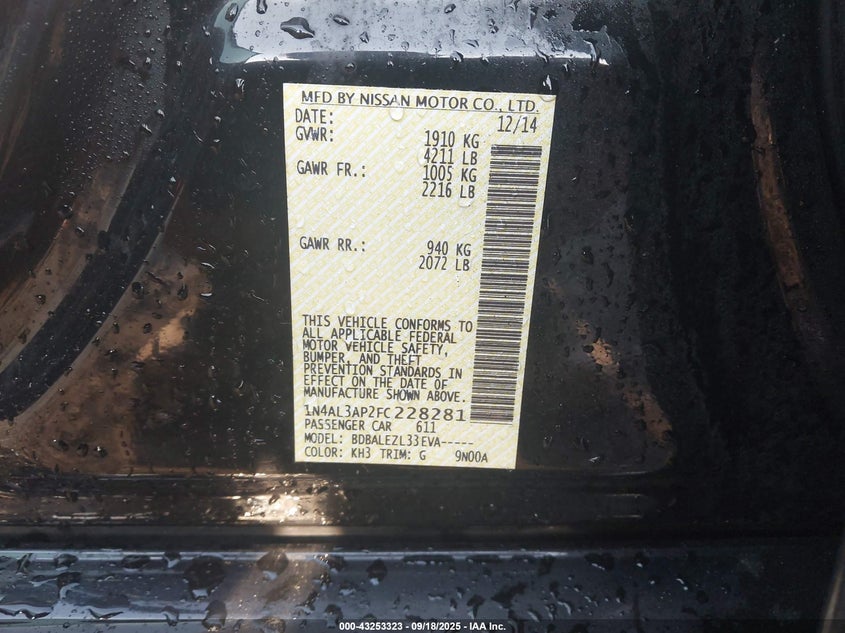 MFD BY NISSAN MOTOR CO., LTD.
DATE: 12/14
GVWR: 1910 KG
4211 LB
GAWR FR.: 1005 KG
2216 LB
GAWR RR.: 940 KG
2072 LB
THIS VEHICLE CONFORMS TO
ALL APPLICABLE FEDERAL
MOTOR VEHICLE SAFETY,
BUMPER, AND THEFT
PREVENTION STANDARDS IN
EFFECT ON THE DATE OF
MANUFACTURE SHOWN ABOVE.
1N4AL3AP2FC228281
PASSENGER CAR 611
MODEL: BDBALEZL33EVA-----
COLOR: KH3 TRIM: G 9N00A
000-43253323 - 09/18/2025 - IAA Inc.